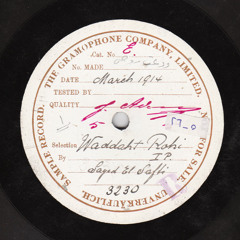 THE GRAMOPHONE COMPANY, LIMITED.
Cat. No. E.
NO. MADE
DATE March 1914
TESTED BY
QUALITY
5
Selection Waddaht Rohi
I P.
By Sayed El Safti
3230
SAMPLE RECORD.
NOT FOR SALE.
UNVERKÄUFLICH.